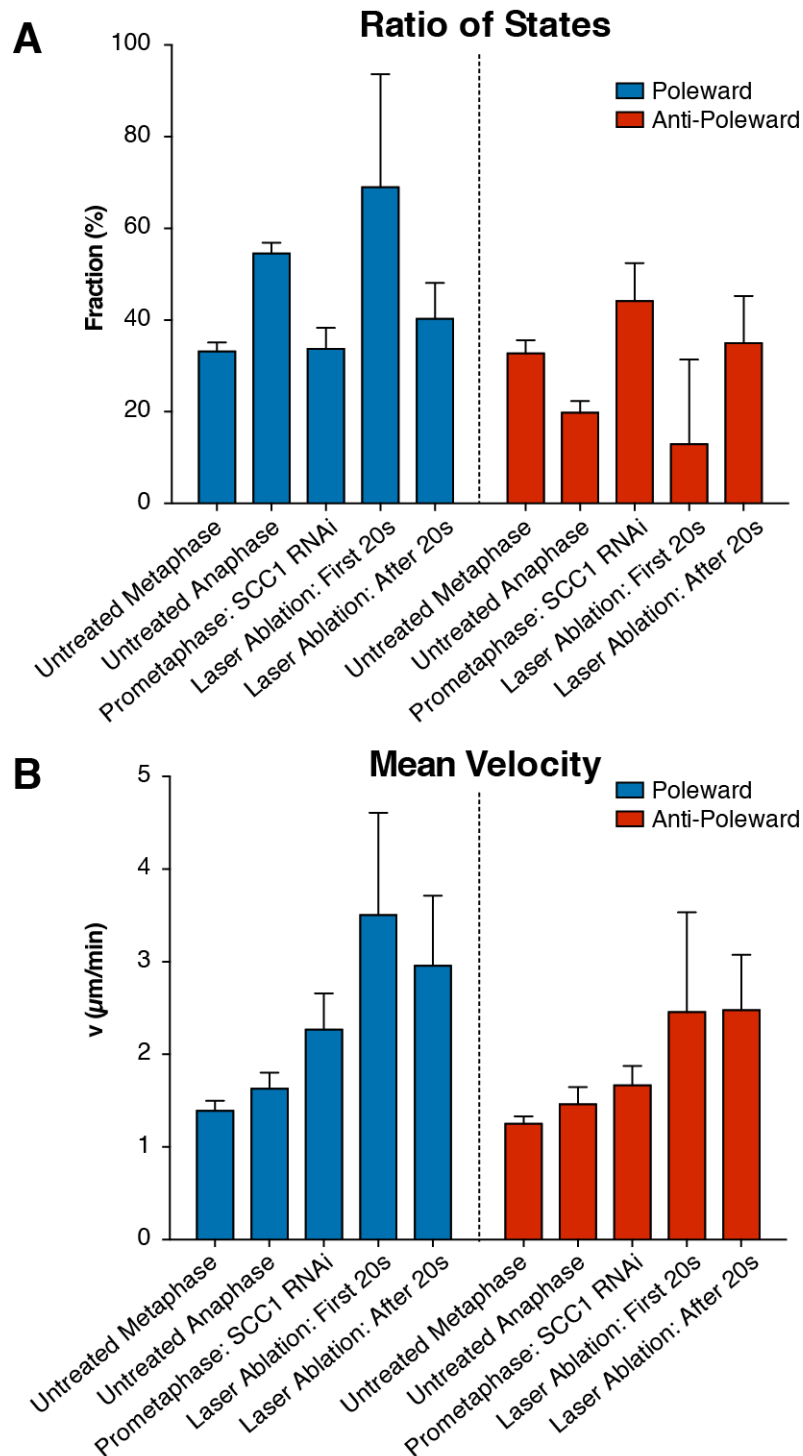 A
Ratio of States
100
80
60
40
20
0
Fraction (%)
Poleward
Anti-Poleward
Untreated Metaphase
Untreated Anaphase
Prometaphase: SCC1 RNAi
Laser Ablation: First 20s
Laser Ablation: After 20s
Untreated Metaphase
Untreated Anaphase
Prometaphase: SCC1 RNAi
Laser Ablation: First 20s
Laser Ablation: After 20s
B
Mean Velocity
5
4
3
2
1
0
v (μm/min)
Poleward
Anti-Poleward
Untreated Metaphase
Untreated Anaphase
Prometaphase: SCC1 RNAi
Laser Ablation: First 20s
Laser Ablation: After 20s
Untreated Metaphase
Untreated Anaphase
Prometaphase: SCC1 RNAi
Laser Ablation: First 20s
Laser Ablation: After 20s